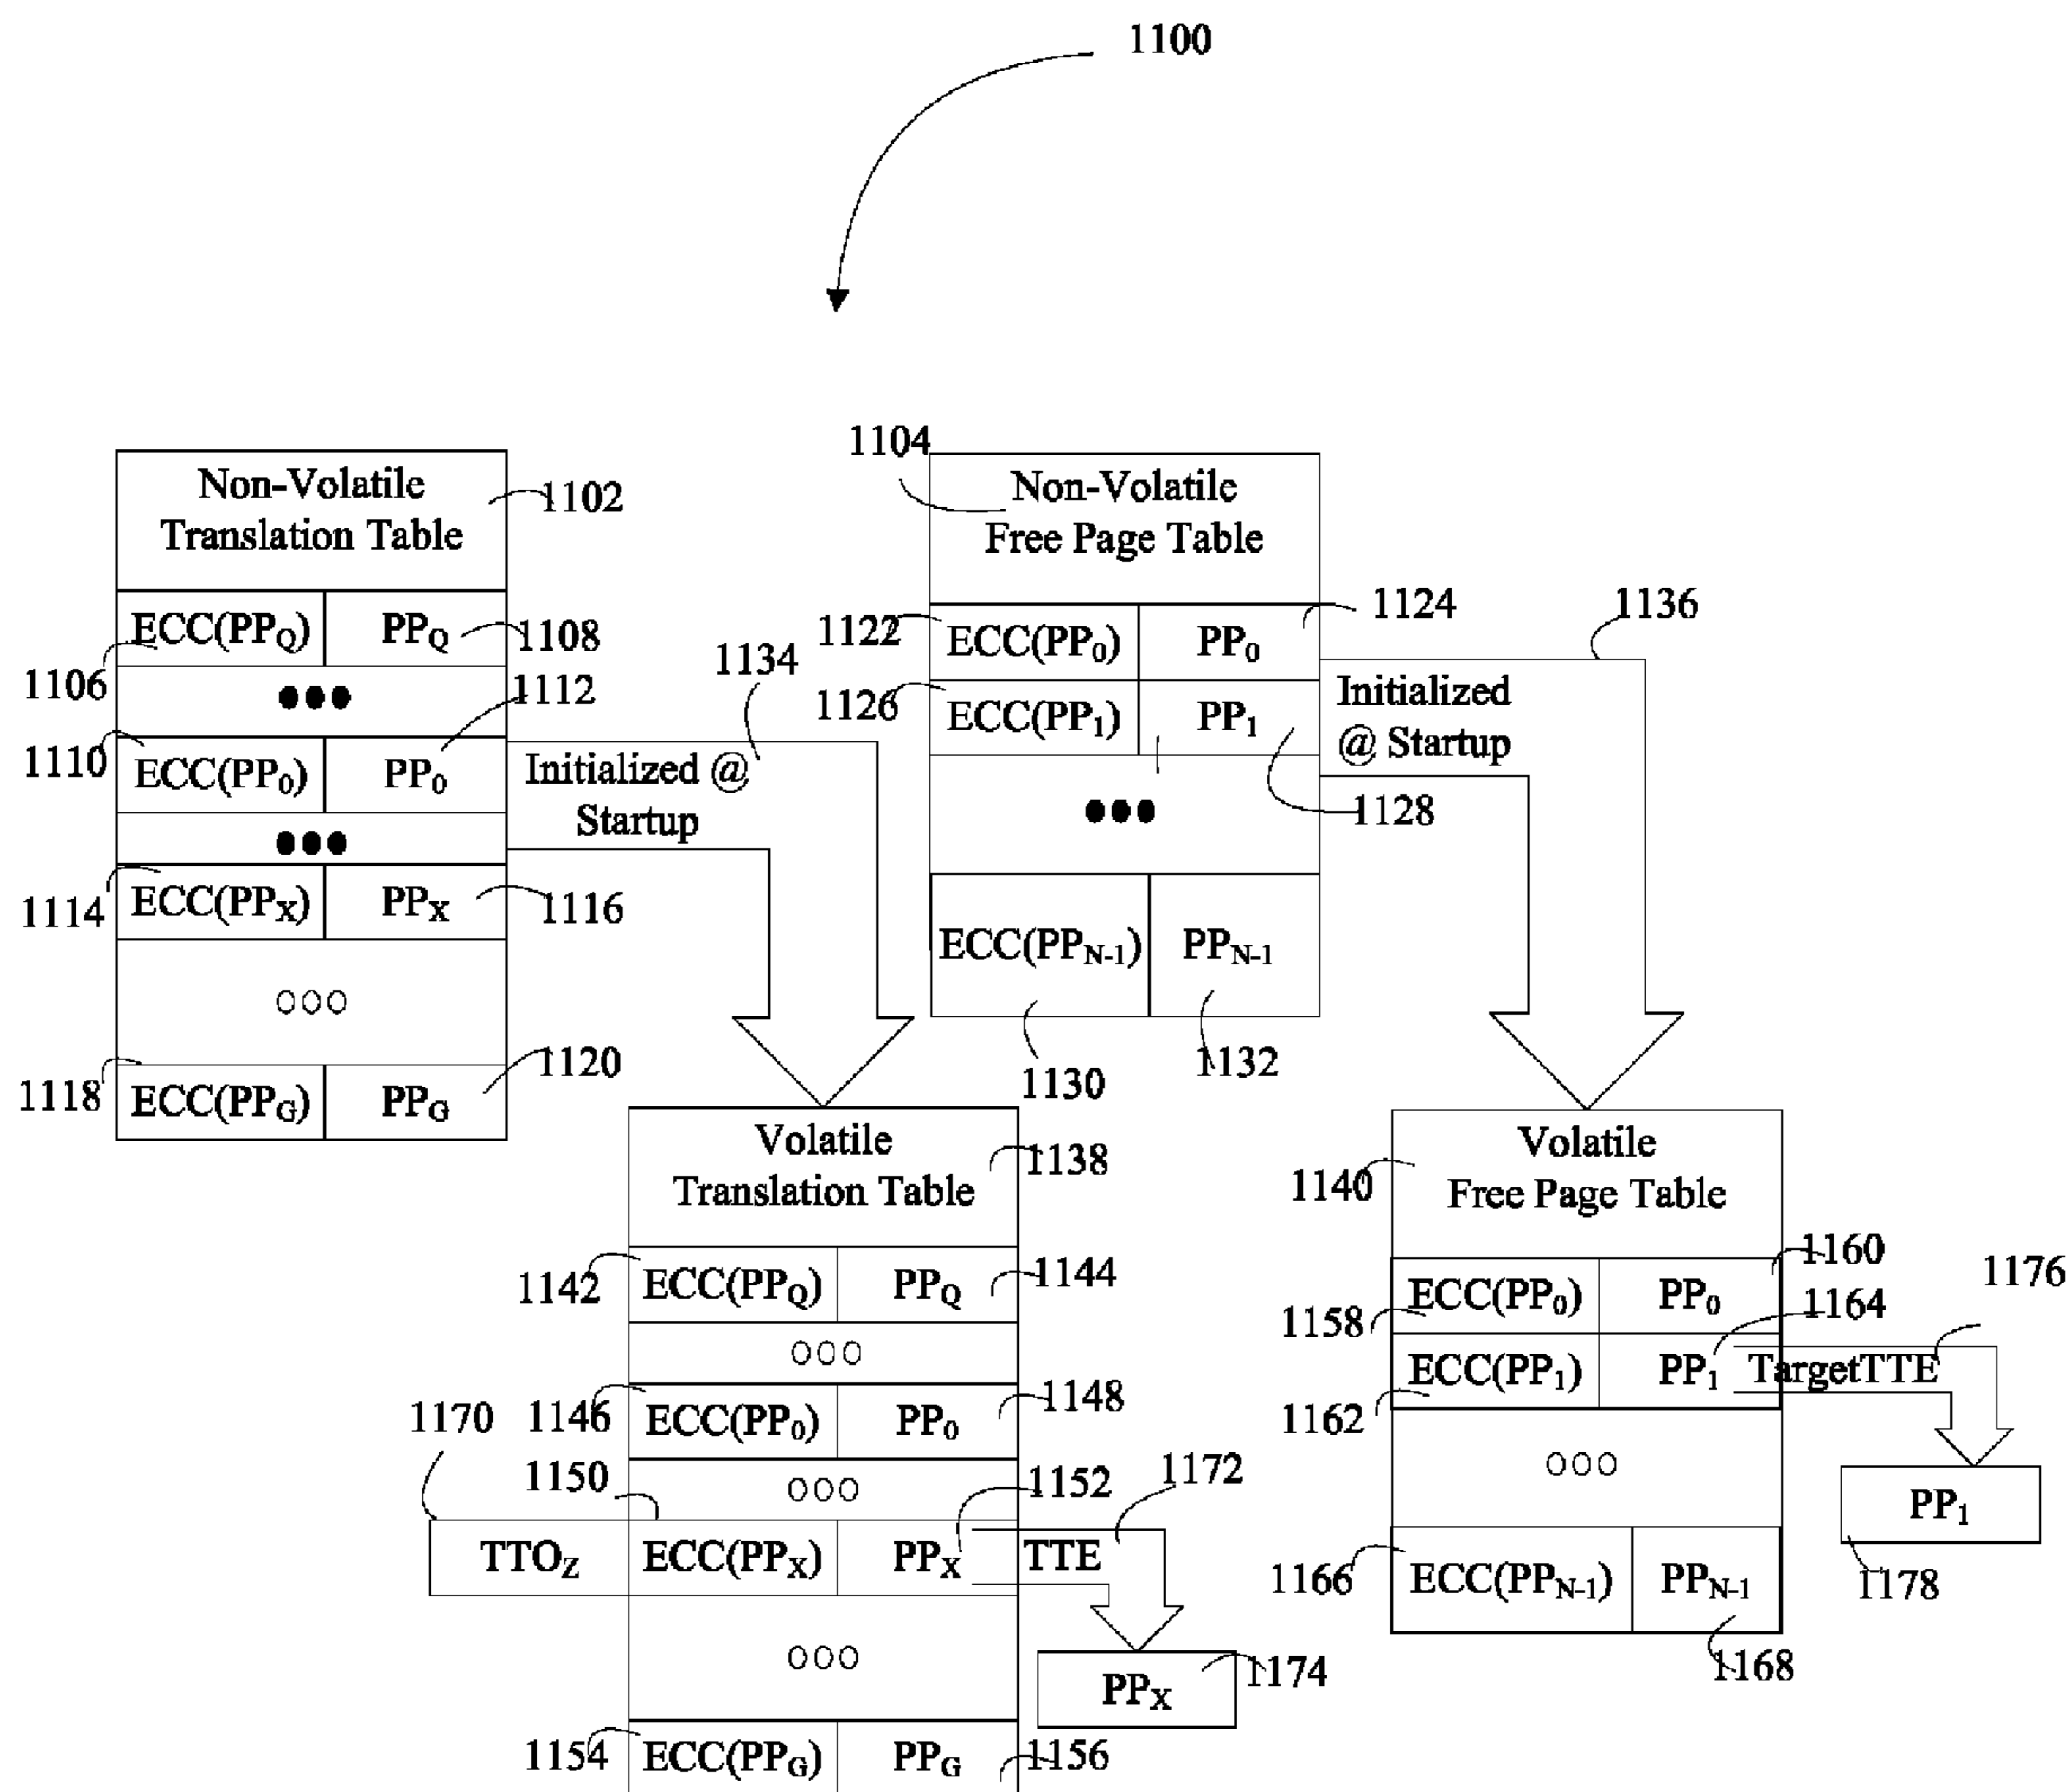 1100
Non-Volatile
Translation Table
1102
ECC(PPQ) PPQ
1106
1108
●●●
1110
1112
ECC(PP0) PP0
●●●
1114
ECC(PPX) PPX
1116
○○○
1118
ECC(PPG) PPG
1120
1134
Initialized @
Startup
1104
Non-Volatile
Free Page Table
1122
ECC(PP0) PP0
1124
1126
ECC(PP1) PP1
1128
●●●
ECC(PPN-1) PPN-1
1130
1132
1136
Initialized
@ Startup
Volatile
Translation Table
1138
1142
ECC(PPQ) PPQ
1144
○○○
1146
ECC(PP0) PP0
1148
○○○
1170
1150
1152
1172
TTOZ ECC(PPX) PPX TTE
○○○
PPX
1174
1154
ECC(PPG) PPG
1156
Volatile
Free Page Table
1140
1158
ECC(PP0) PP0
1160
1162
ECC(PP1) PP1
1164
TargetTTE
1176
○○○
PP1
1178
1166
ECC(PPN-1) PPN-1
1168